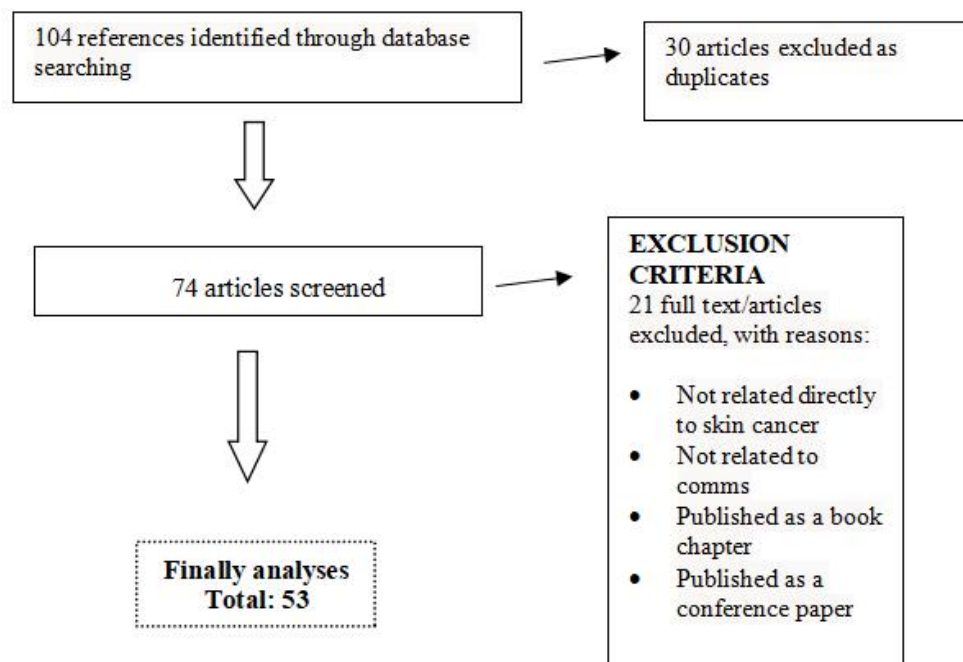 104 references identified through database
searching
30 articles excluded as
duplicates
74 articles screened
EXCLUSION
CRITERIA
21 full text/articles
excluded, with reasons:
• Not related directly
to skin cancer
• Not related to
comms
• Published as a book
chapter
• Published as a
conference paper
Finally analyses
Total: 53